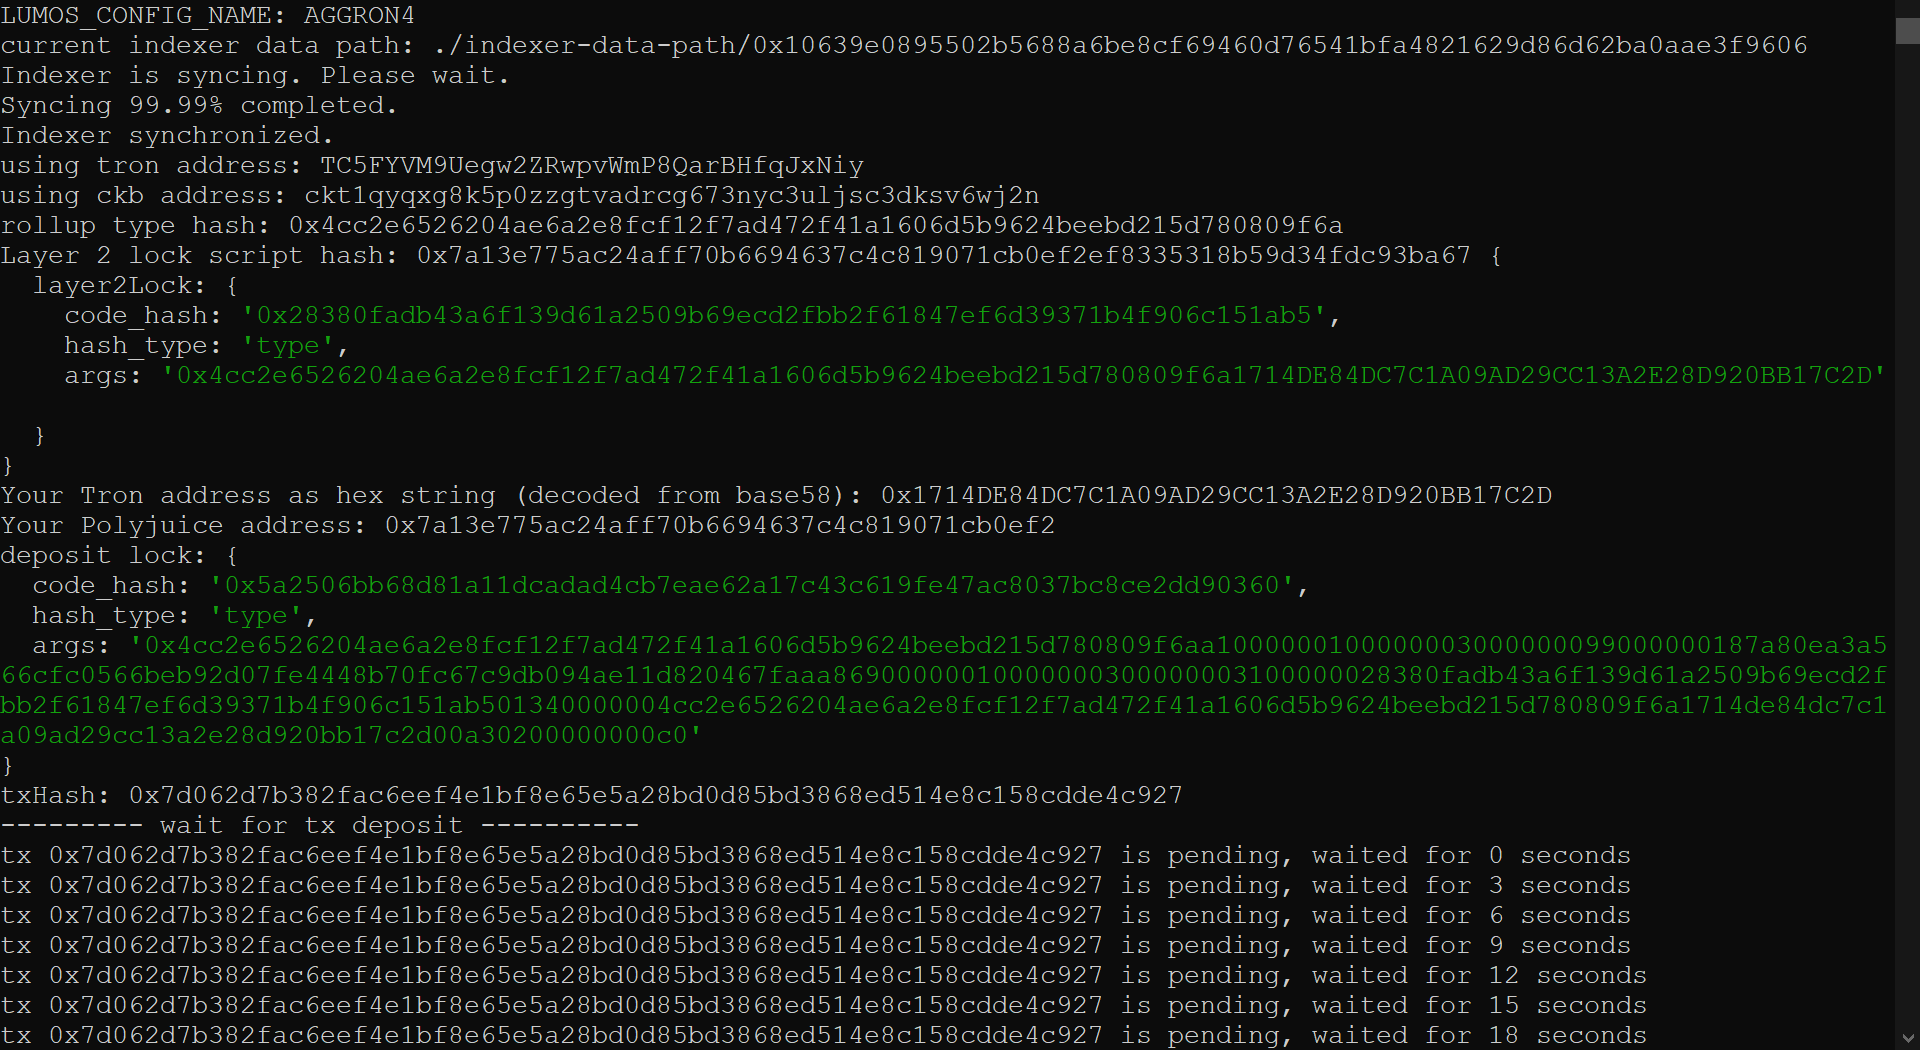 LUMOS_CONFIG_NAME: AGGRON4
current indexer data path: ./indexer-data-path/0x10639e0895502b5688a6be8cf69460d76541bfa4821629d86d62ba0aae3f9606
Indexer is syncing. Please wait.
Syncing 99.99% completed.
Indexer synchronized.
using tron address: TC5FYVM9Uegw2ZRwpvWmP8QarBHfqJxNiy
using ckb address: ckt1qyqxg8k5p0zzgtvadrcg673nyc3uljsc3dksv6wj2n
rollup type hash: 0x4cc2e6526204ae6a2e8fcf12f7ad472f41a1606d5b9624beebd215d780809f6a
Layer 2 lock script hash: 0x7a13e775ac24aff70b6694637c4c819071cb0ef2ef8335318b59d34fdc93ba67 {
  layer2Lock: {
    code_hash: '0x28380fadb43a6f139d61a2509b69ecd2fbb2f61847ef6d39371b4f906c151ab5',
    hash_type: 'type',
    args: '0x4cc2e6526204ae6a2e8fcf12f7ad472f41a1606d5b9624beebd215d780809f6a1714DE84DC7C1A09AD29CC13A2E28D920BB17C2D'
  }
}
Your Tron address as hex string (decoded from base58): 0x1714DE84DC7C1A09AD29CC13A2E28D920BB17C2D
Your Polyjuice address: 0x7a13e775ac24aff70b6694637c4c819071cb0ef2
deposit lock: {
  code_hash: '0x5a2506bb68d81a11dcadad4cb7eae62a17c43c619fe47ac8037bc8ce2dd90360',
  hash_type: 'type',
  args: '0x4cc2e6526204ae6a2e8fcf12f7ad472f41a1606d5b9624beebd215d780809f6aa1000000100000003000000099000000187a80ea3a5
66cfc0566beb92d07fe4448b70fc67c9db094ae11d820467faaa869000000010000000300000003100000028380fadb43a6f139d61a2509b69ecd2f
bb2f61847ef6d39371b4f906c151ab501340000004cc2e6526204ae6a2e8fcf12f7ad472f41a1606d5b9624beebd215d780809f6a1714de84dc7c1
a09ad29cc13a2e28d920bb17c2d00a30200000000c0'
}
txHash: 0x7d062d7b382fac6eef4e1bf8e65e5a28bd0d85bd3868ed514e8c158cdde4c927
--------- wait for tx deposit ----------
tx 0x7d062d7b382fac6eef4e1bf8e65e5a28bd0d85bd3868ed514e8c158cdde4c927 is pending, waited for 0 seconds
tx 0x7d062d7b382fac6eef4e1bf8e65e5a28bd0d85bd3868ed514e8c158cdde4c927 is pending, waited for 3 seconds
tx 0x7d062d7b382fac6eef4e1bf8e65e5a28bd0d85bd3868ed514e8c158cdde4c927 is pending, waited for 6 seconds
tx 0x7d062d7b382fac6eef4e1bf8e65e5a28bd0d85bd3868ed514e8c158cdde4c927 is pending, waited for 9 seconds
tx 0x7d062d7b382fac6eef4e1bf8e65e5a28bd0d85bd3868ed514e8c158cdde4c927 is pending, waited for 12 seconds
tx 0x7d062d7b382fac6eef4e1bf8e65e5a28bd0d85bd3868ed514e8c158cdde4c927 is pending, waited for 15 seconds
tx 0x7d062d7b382fac6eef4e1bf8e65e5a28bd0d85bd3868ed514e8c158cdde4c927 is pending, waited for 18 seconds